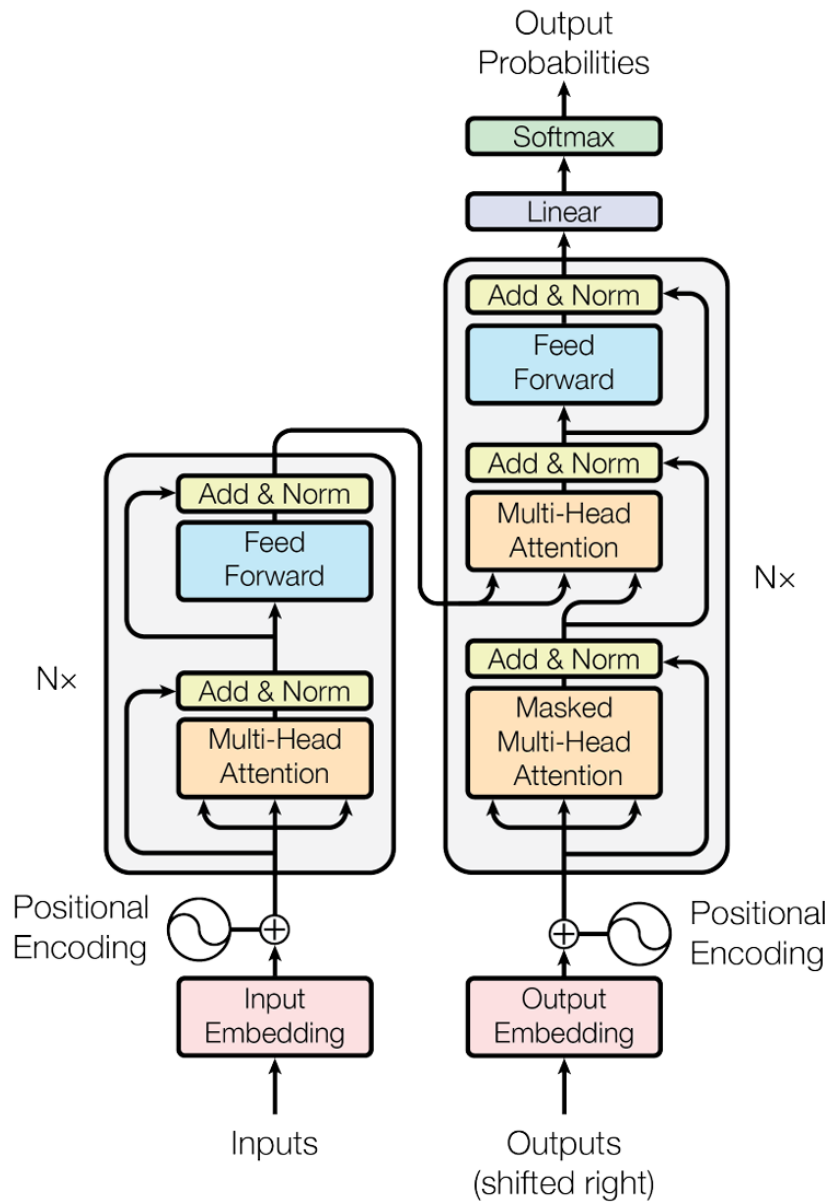 Output
Probabilities
Softmax
Linear
Add & Norm
Feed
Forward
Add & Norm
Multi-Head
Attention
Add & Norm
Masked
Multi-Head
Attention
N×
Add & Norm
Feed
Forward
Add & Norm
Multi-Head
Attention
N×
Positional
Encoding
Positional
Encoding
Input
Embedding
Output
Embedding
Inputs
Outputs
(shifted right)